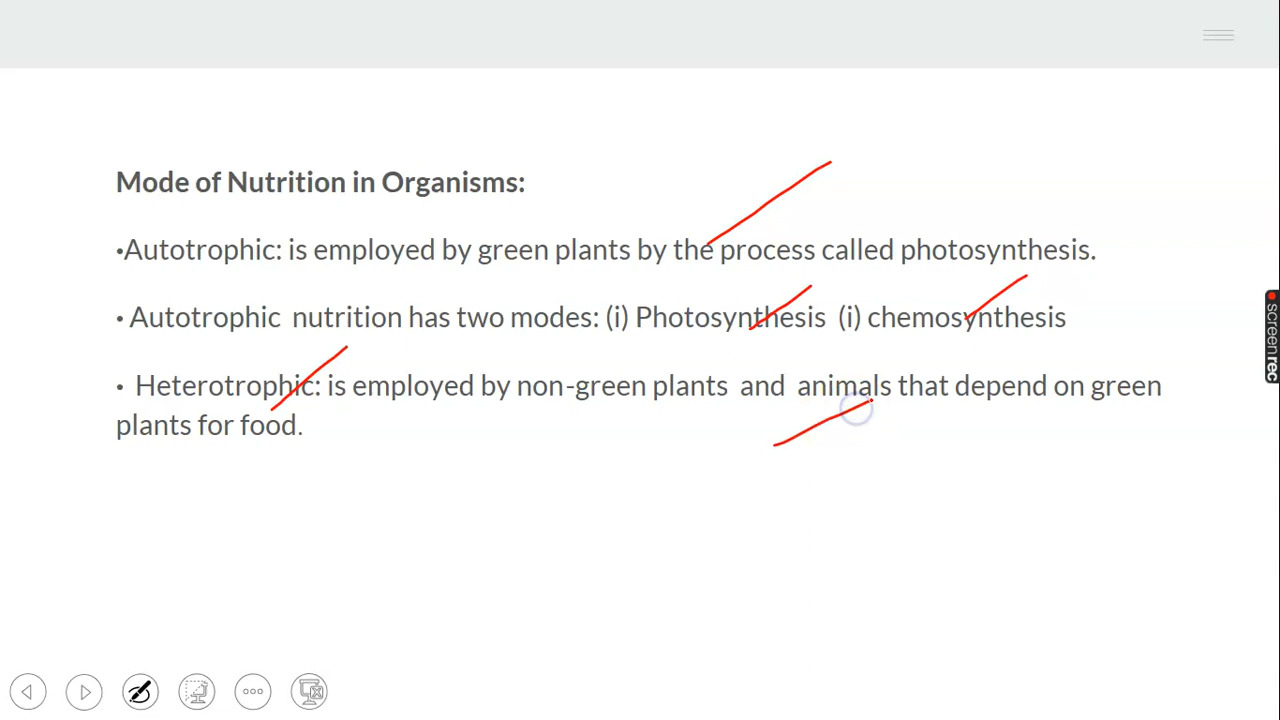 Mode of Nutrition in Organisms:
•Autotrophic: is employed by green plants by the process called photosynthesis.
• Autotrophic nutrition has two modes: (i) Photosynthesis (i) chemosynthesis
• Heterotrophic: is employed by non-green plants and animals that depend on green
plants for food.
screenrec